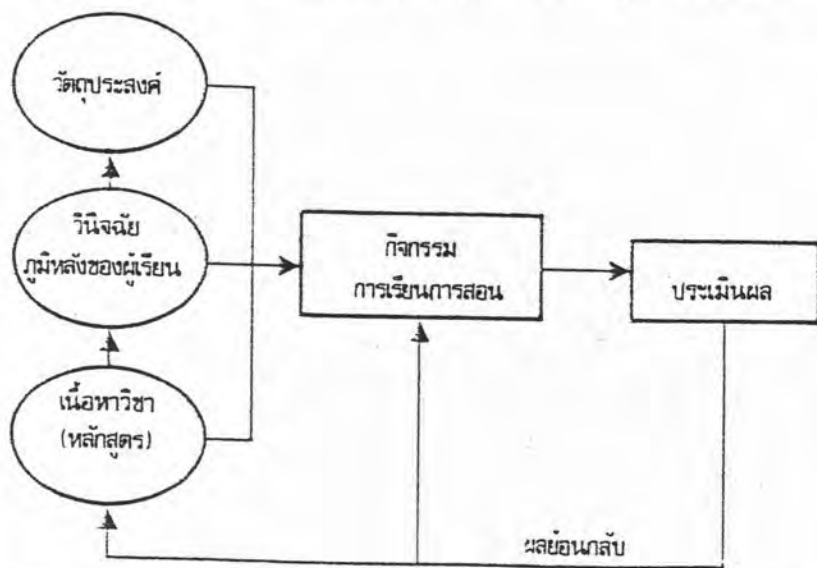 วัตถุประสงค์
วินิจฉัย
ภูมิหลังของผู้เรียน
เนื้อหาวิชา
(หลักสูตร)
กิจกรรม
การเรียนการสอน
ประเมินผล
ผลย้อนกลับ